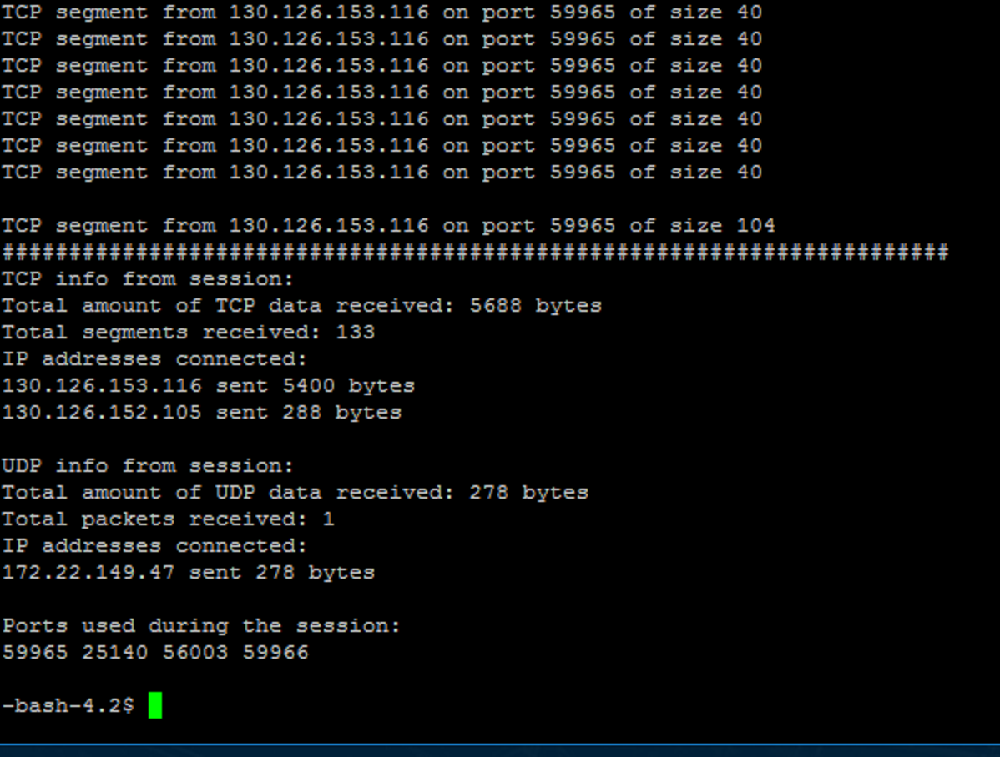 TCP segment from 130.126.153.116 on port 59965 of size 40
TCP segment from 130.126.153.116 on port 59965 of size 40
TCP segment from 130.126.153.116 on port 59965 of size 40
TCP segment from 130.126.153.116 on port 59965 of size 40
TCP segment from 130.126.153.116 on port 59965 of size 40
TCP segment from 130.126.153.116 on port 59965 of size 40
TCP segment from 130.126.153.116 on port 59965 of size 40
TCP segment from 130.126.153.116 on port 59965 of size 104
#######################################################################
TCP info from session:
Total amount of TCP data received: 5688 bytes
Total segments received: 133
IP addresses connected:
130.126.153.116 sent 5400 bytes
130.126.152.105 sent 288 bytes
UDP info from session:
Total amount of UDP data received: 278 bytes
Total packets received: 1
IP addresses connected:
172.22.149.47 sent 278 bytes
Ports used during the session:
59965 25140 56003 59966
-bash-4.2$